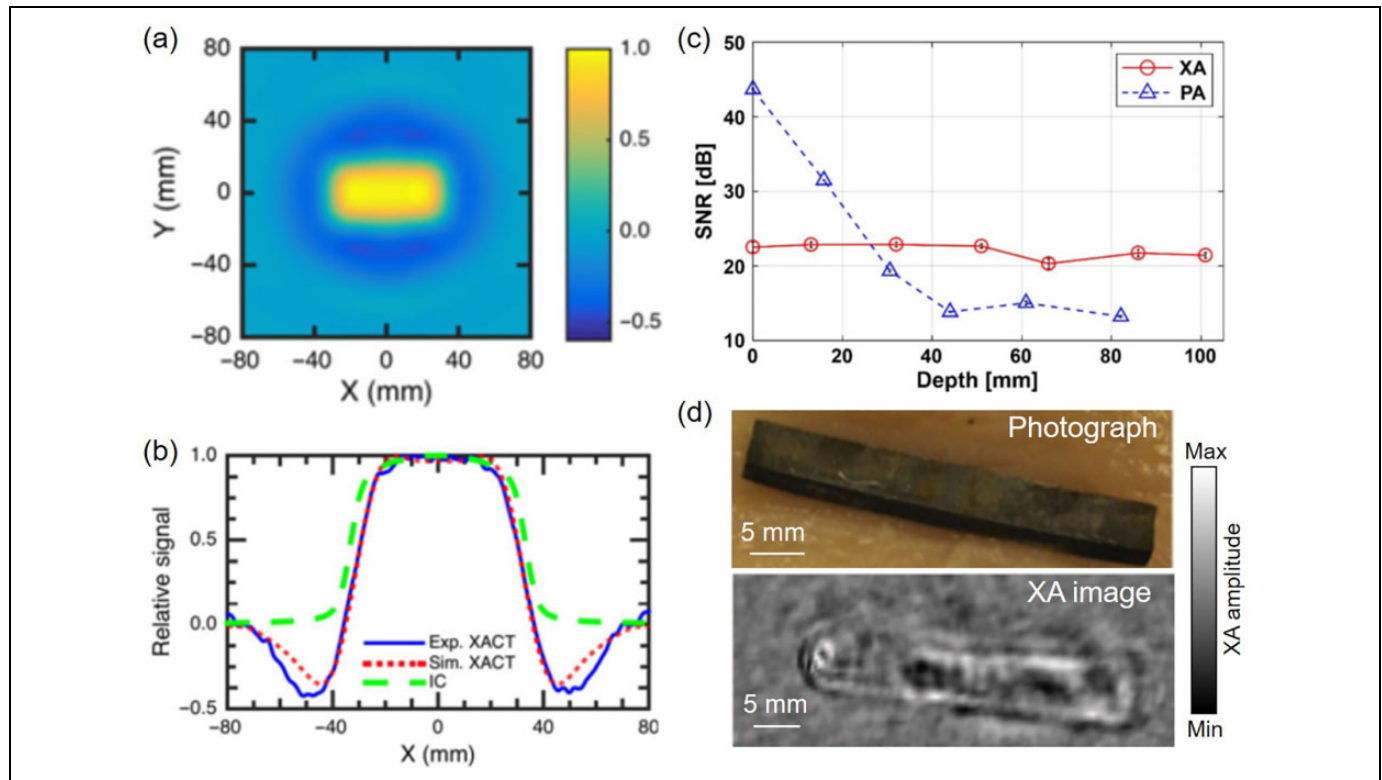 (a)
80
40
0
−40
−80
Y (mm)
−80
−40
0
40
80
X (mm)
1.0
0.5
0.0
−0.5
(b)
1.0
0.5
0.0
−0.5
Relative signal
Exp. XACT
Sim. XACT
IC
−80
−40
0
40
80
X (mm)
(c)
50
40
30
20
10
SNR [dB]
XA
PA
0
20
40
60
80
100
Depth [mm]
(d)
Photograph
5 mm
XA image
5 mm
Max
XA amplitude
Min